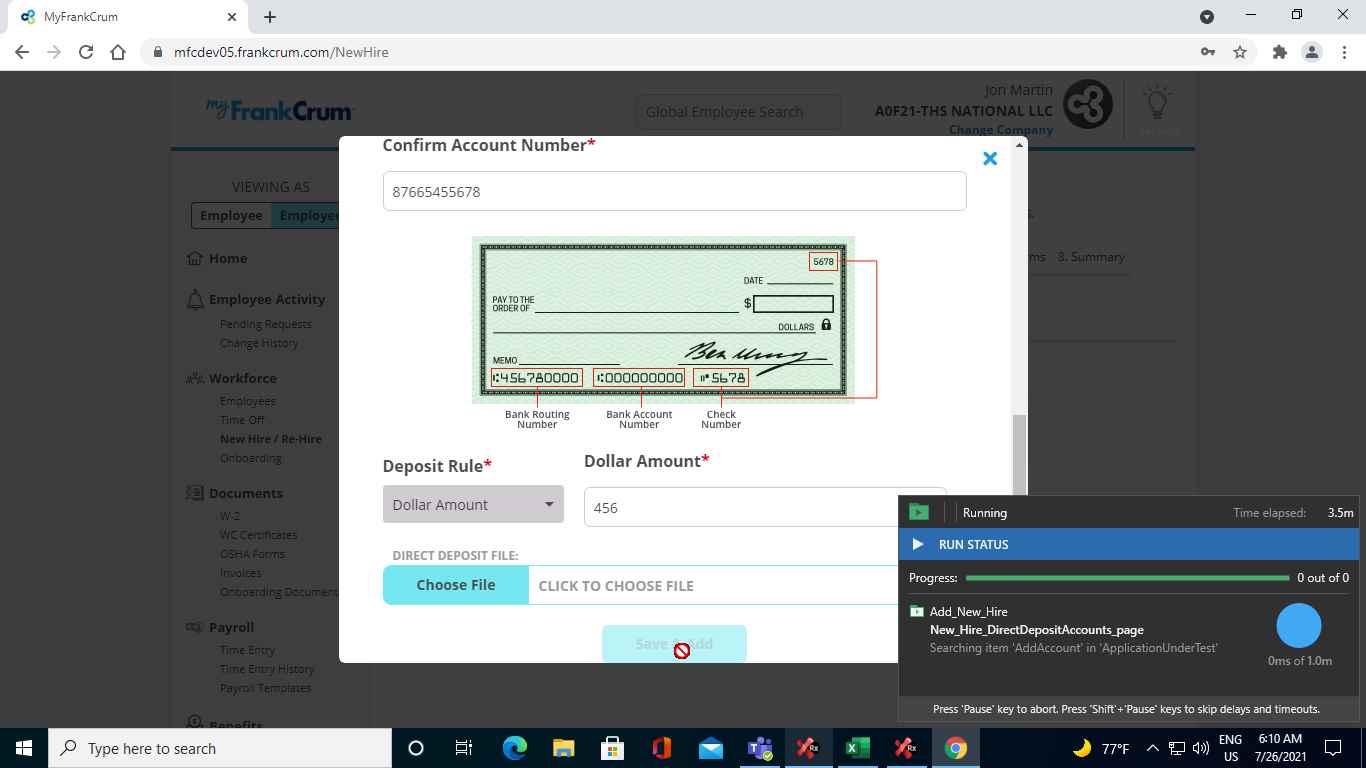 MyFrankCrum
mfcdev05.frankcrum.com/NewHire
myFrankCrum
Global Employee Search
Jon Martin
A0F21-THS NATIONAL LLC
Change Company
VIEWING AS
Employee
Home
Employee Activity
Pending Requests
Change History
Workforce
Employees
Time Off
New Hire / Re-Hire
Onboarding
Documents
W-2
WC Certificates
OSHA Forms
Invoices
Onboarding Document
Payroll
Time Entry
Time Entry History
Payroll Templates
Benefits
8. Summary
Confirm Account Number*
87665455678
5678
DATE
PAY TO THE
ORDER OF
$
DOLLARS
MEMO
⑆456780000 ⑆000000000 ⑈5678
Bank Routing
Number
Bank Account
Number
Check
Number
Deposit Rule*
Dollar Amount*
Dollar Amount
456
DIRECT DEPOSIT FILE:
Choose File
CLICK TO CHOOSE FILE
Save & Add
Running
Time elapsed: 3.5m
RUN STATUS
Progress: 0 out of 0
Add_New_Hire
New_Hire_DirectDepositAccounts_page
Searching item 'AddAccount' in 'ApplicationUnderTest'
0ms of 1.0m
Press 'Pause' key to abort. Press 'Shift'+'Pause' keys to skip delays and timeouts.
Type here to search
77°F
ENG
US
6:10 AM
7/26/2021